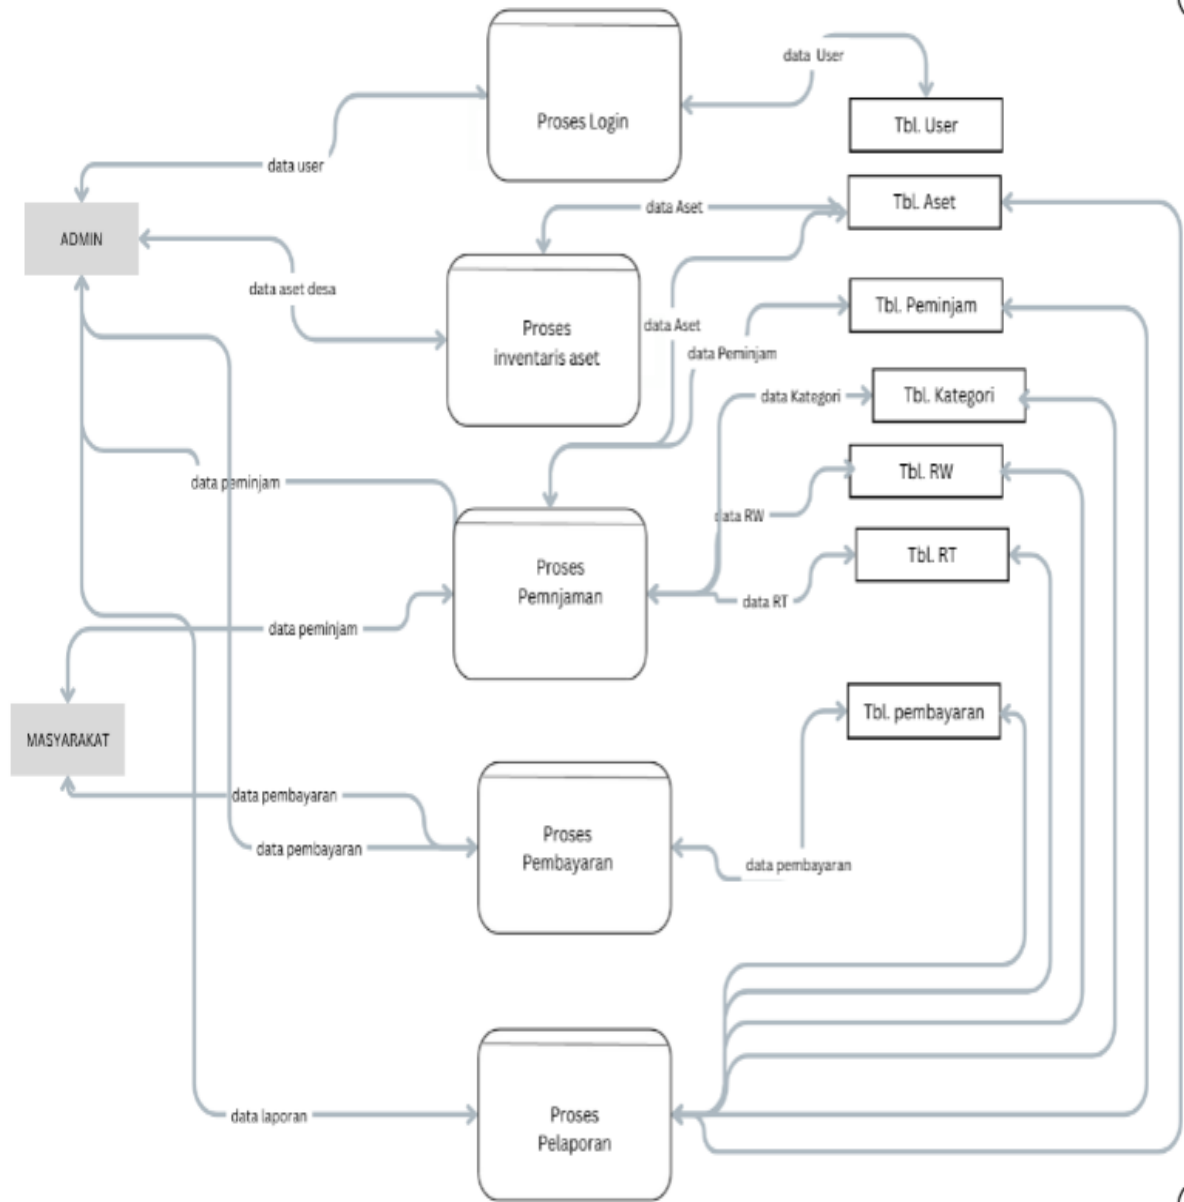 data User
Proses Login
Tbl. User
data user
Tbl. Aset
data Aset
ADMIN
data aset desa
Tbl. Peminjam
Proses
inventaris aset
data Aset
data Peminjam
data Kategori
Tbl. Kategori
Tbl. RW
data peminjam
data RW
Tbl. RT
Proses
Pemnjaman
data RT
data peminjam
Tbl. pembayaran
MASYARAKAT
data pembayaran
Proses
Pembayaran
data pembayaran
data pembayaran
data laporan
Proses
Pelaporan